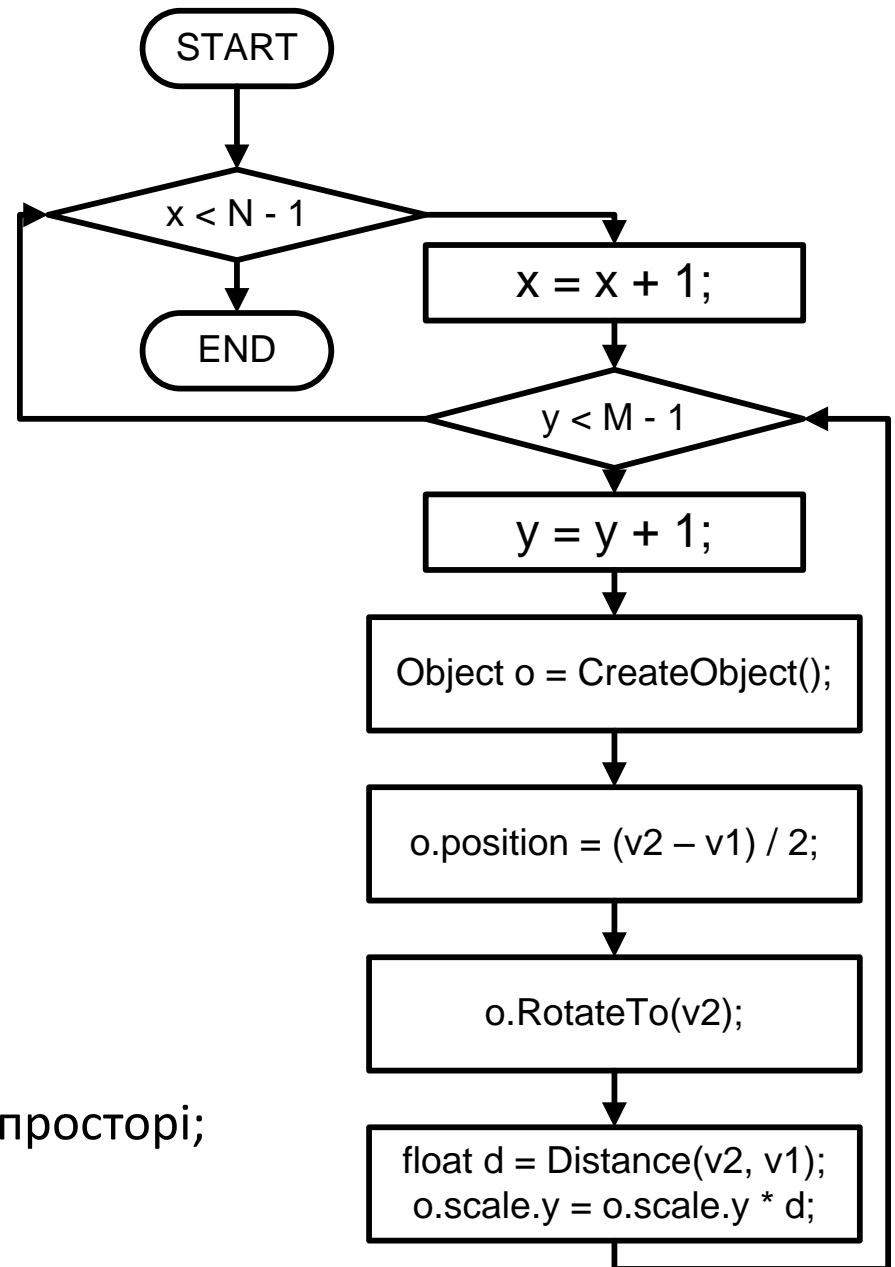 START
x < N - 1
x = x + 1;
END
y < M - 1
y = y + 1;
Object o = CreateObject();
o.position = (v2 – v1) / 2;
o.RotateTo(v2);
просторі;
float d = Distance(v2, v1);
o.scale.y = o.scale.y * d;